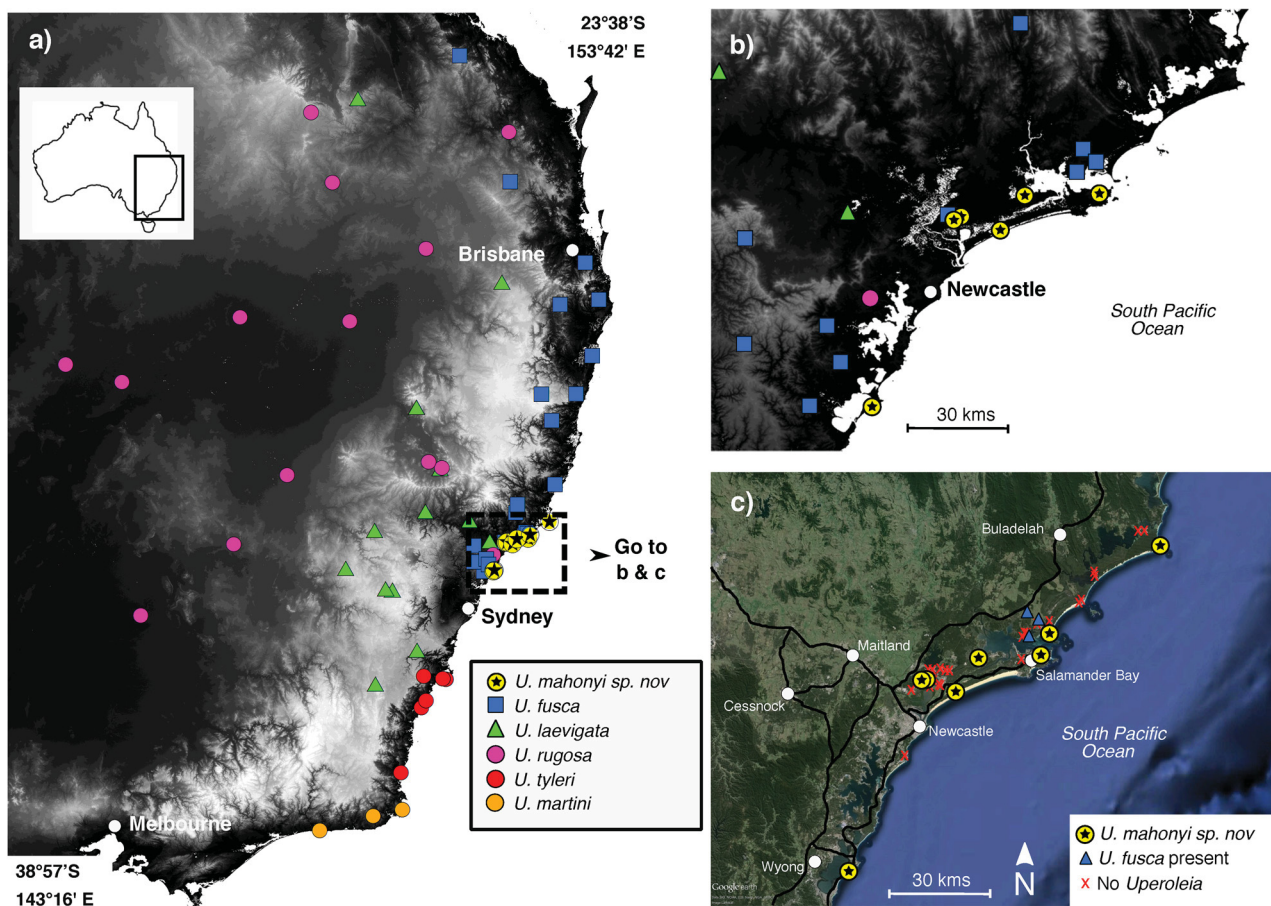 a)
23°38'S
153°42' E
Brisbane
Go to
b & c
Sydney
Melbourne
38°57'S
143°16' E
U. mahonyi sp. nov
U. fusca
U. laevigata
U. rugosa
U. tyleri
U. martini
b)
Newcastle
South Pacific
Ocean
30 kms
c)
Buladelah
Maitland
Cessnock
Salamander Bay
Newcastle
South Pacific
Ocean
Wyong
Google earth
30 kms
N
U. mahonyi sp. nov
U. fusca present
No Uperoleia